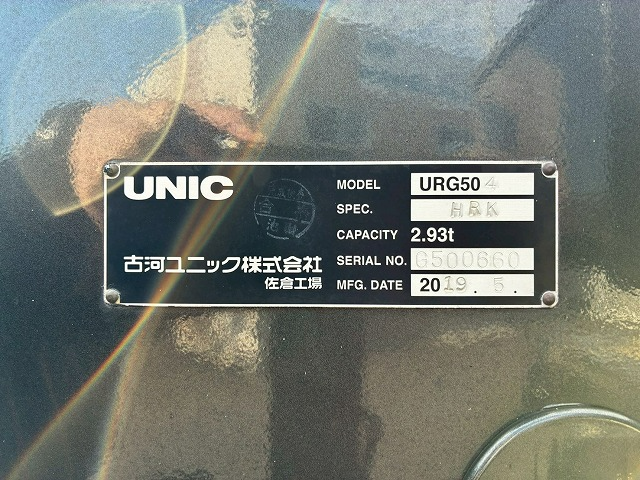 UNIC
MODEL URG504
SPEC. HRK
CAPACITY 2.93t
SERIAL NO. G500660
MFG. DATE 2019. 5.
古河ユニック株式会社
佐倉工場